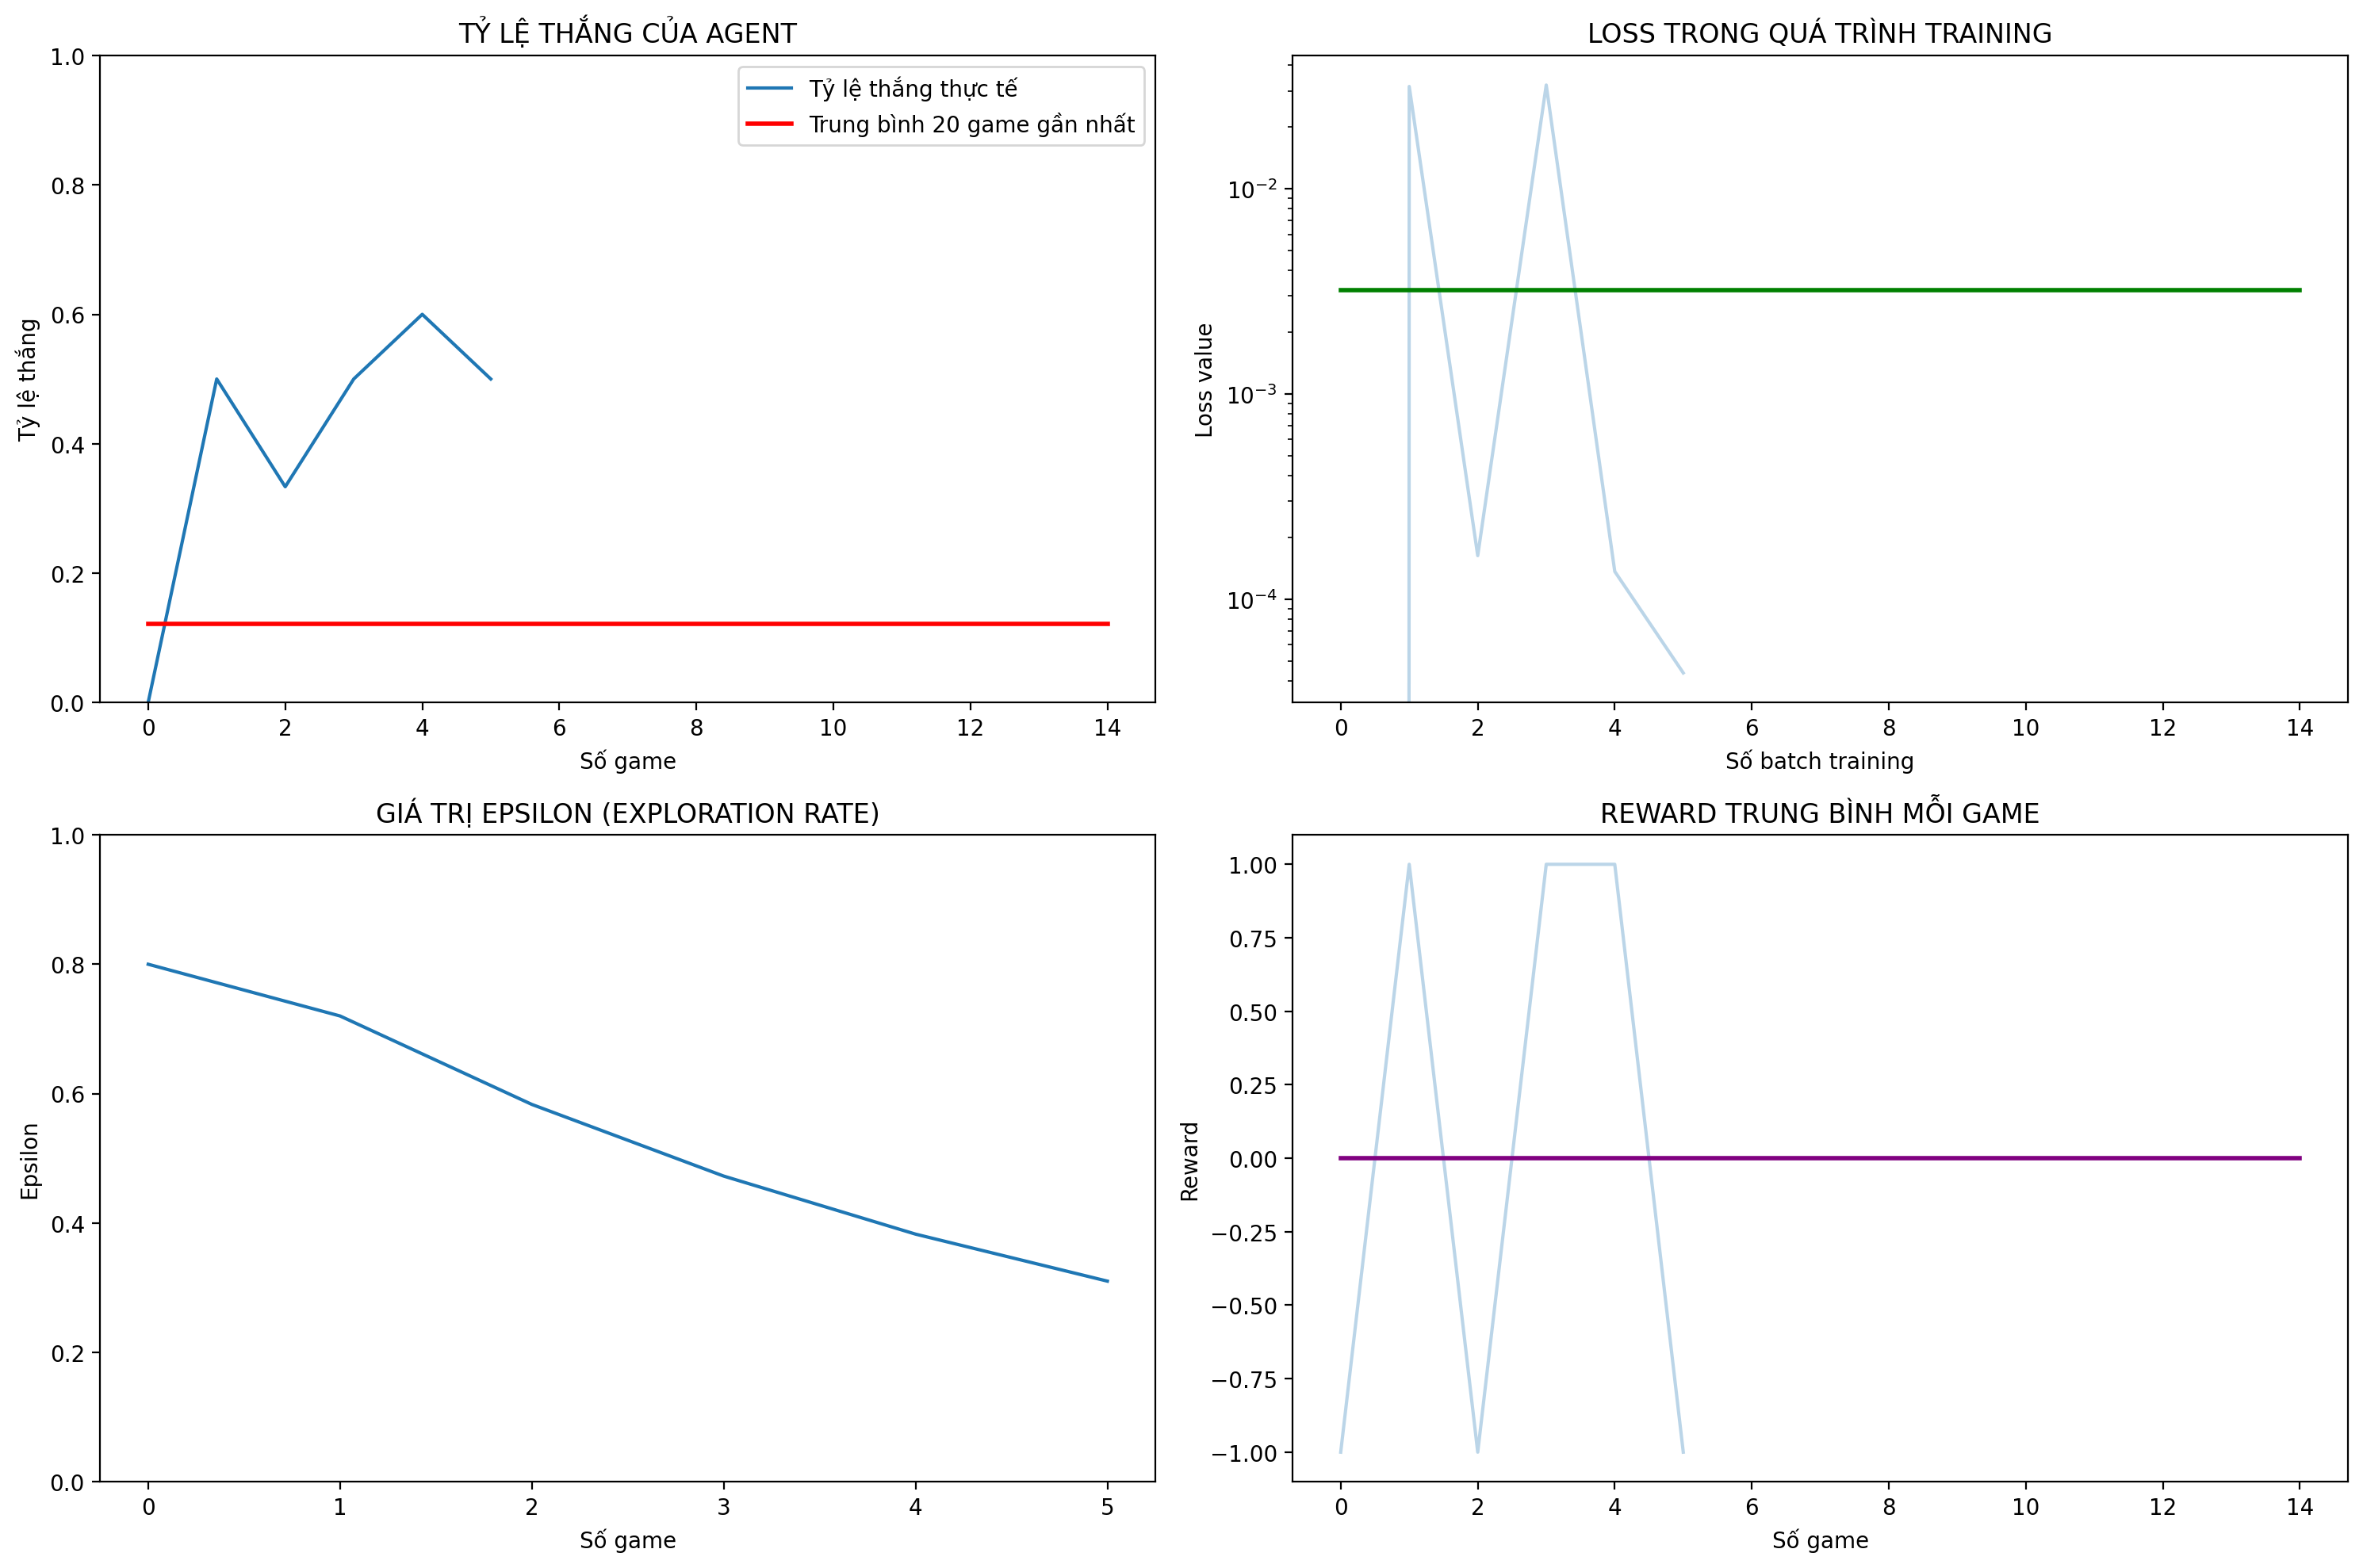 TỶ LỆ THẮNG CỦA AGENT
Tỷ lệ thắng
1.0
0.8
0.6
0.4
0.2
0.0
Tỷ lệ thắng thực tế
Trung bình 20 game gần nhất
0 2 4 6 8 10 12 14
Số game
LOSS TRONG QUÁ TRÌNH TRAINING
Loss value
10⁻²
10⁻³
10⁻⁴
0 2 4 6 8 10 12 14
Số batch training
GIÁ TRỊ EPSILON (EXPLORATION RATE)
Epsilon
1.0
0.8
0.6
0.4
0.2
0.0
0 1 2 3 4 5
Số game
REWARD TRUNG BÌNH MỖI GAME
Reward
1.00
0.75
0.50
0.25
0.00
−0.25
−0.50
−0.75
−1.00
0 2 4 6 8 10 12 14
Số game